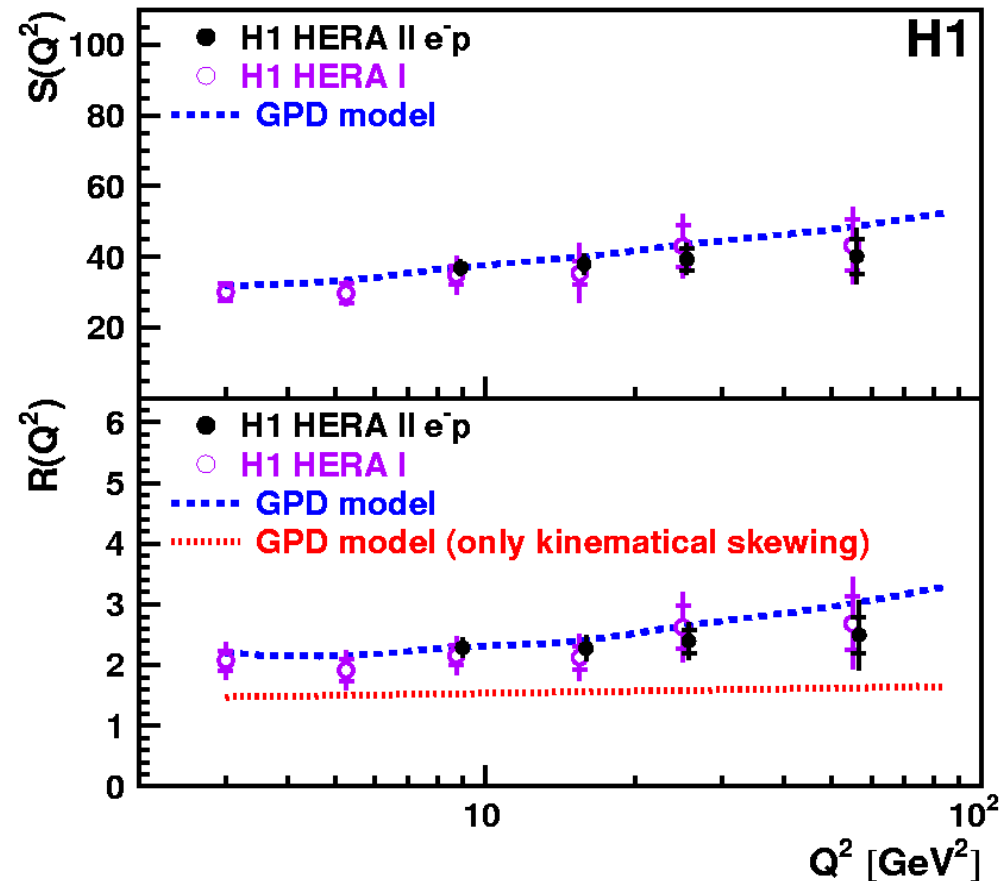 H1
S(Q²)
100
80
60
40
20
H1 HERA II e⁻p
H1 HERA I
GPD model
R(Q²)
6
5
4
3
2
1
0
H1 HERA II e⁻p
H1 HERA I
GPD model
GPD model (only kinematical skewing)
10
10²
Q² [GeV²]